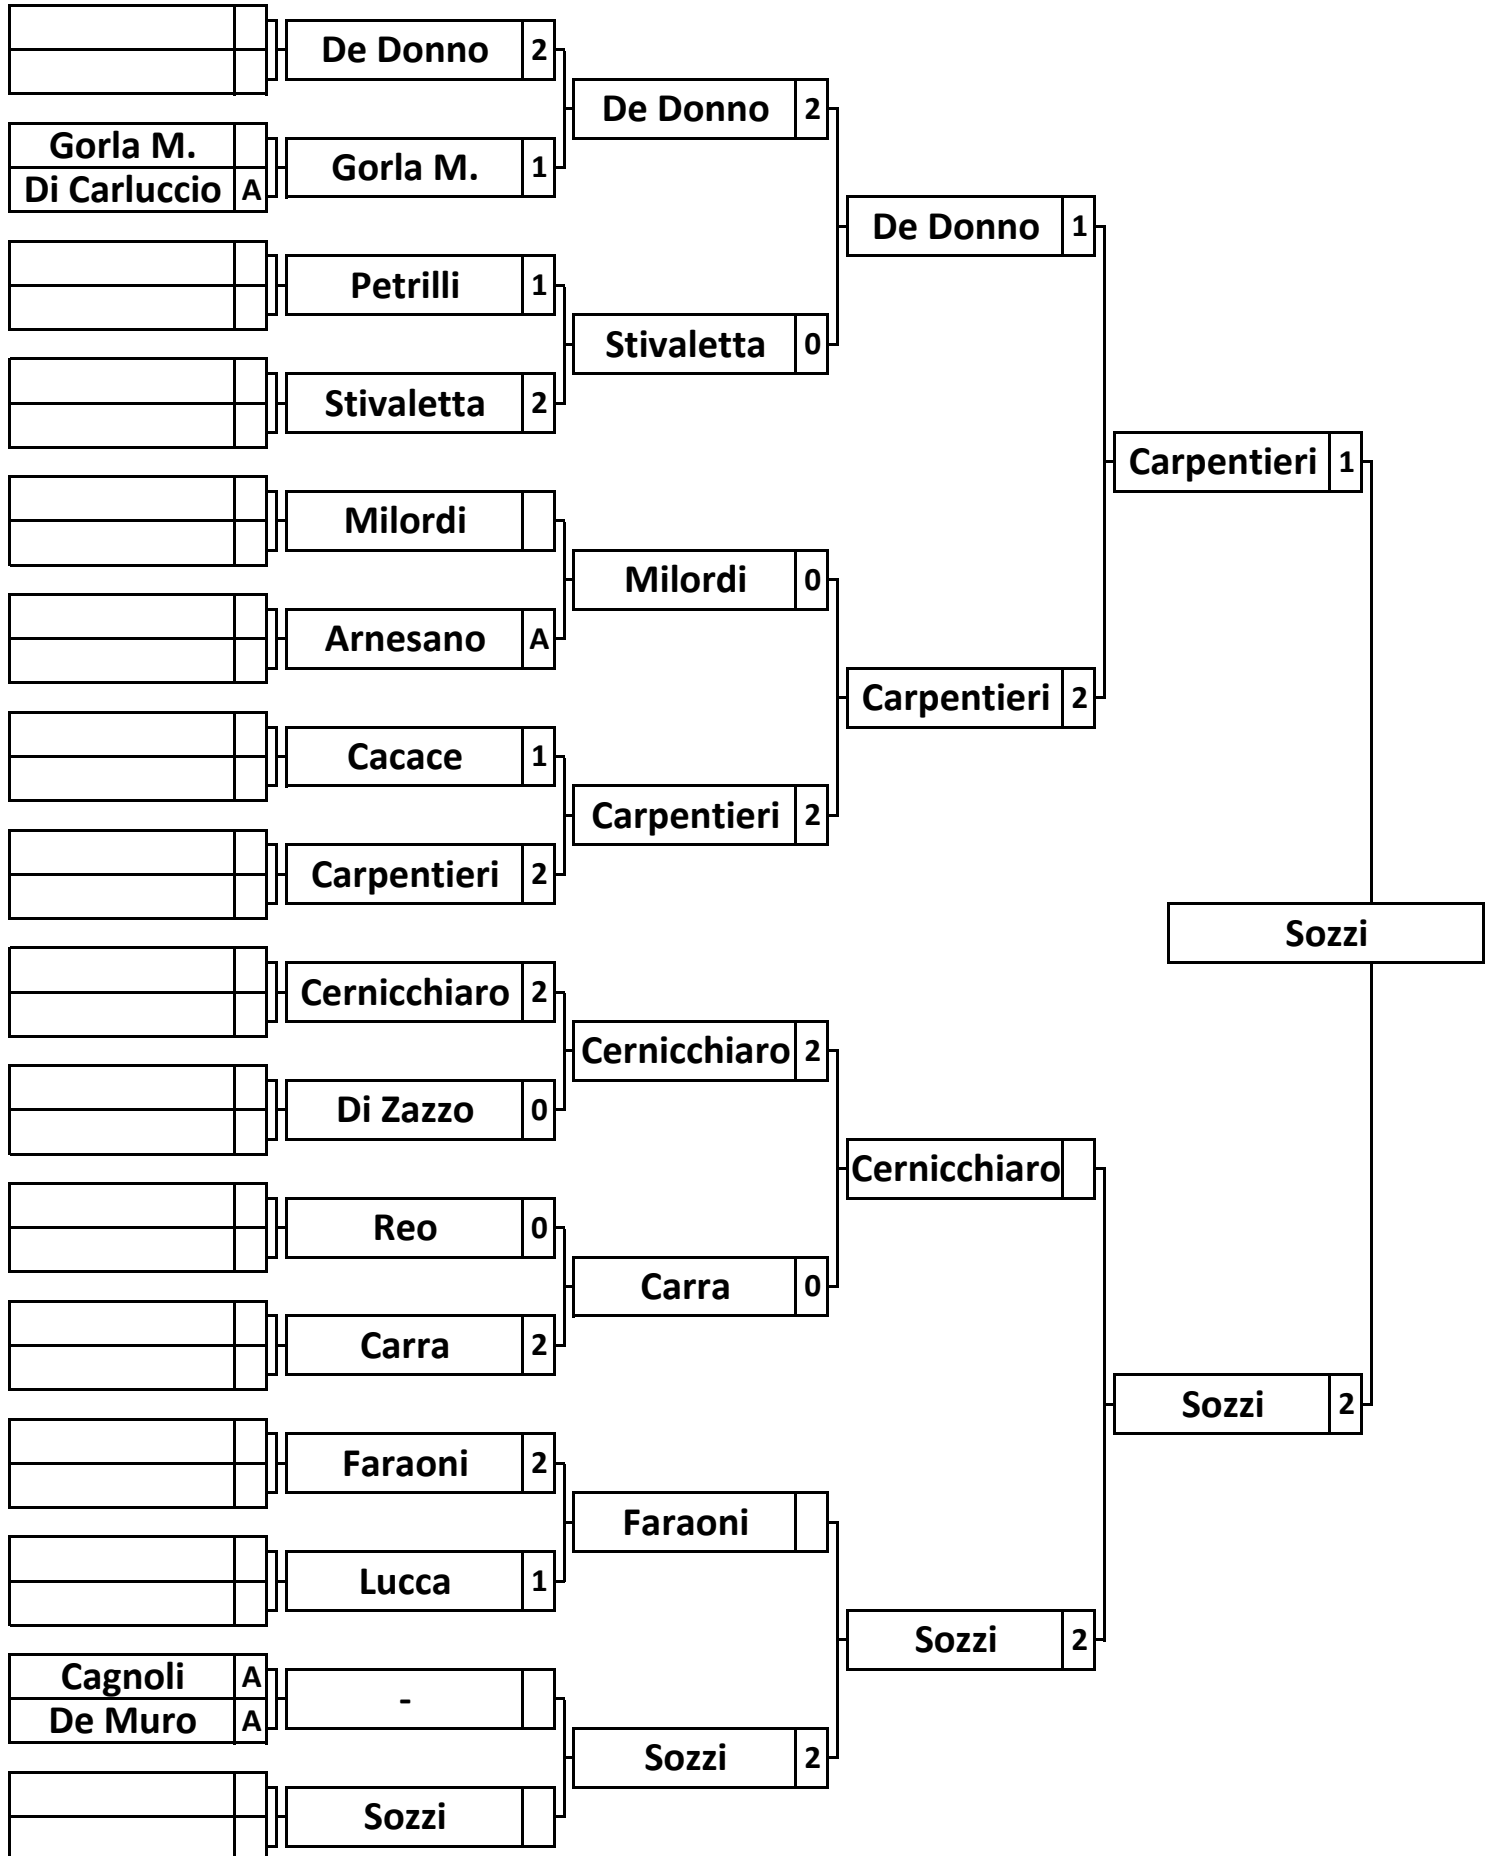 De Donno 2
De Donno 2
Gorla M.
Di Carluccio A
Gorla M. 1
De Donno 1
Petrilli 1
Stivaletta 0
Stivaletta 2
Carpentieri 1
Milordi
Milordi 0
Arnesano A
Carpentieri 2
Cacace 1
Carpentieri 2
Carpentieri 2
Sozzi
Cernicchiaro 2
Cernicchiaro 2
Di Zazzo 0
Cernicchiaro
Reo 0
Carra 0
Carra 2
Sozzi 2
Faraoni 2
Faraoni
Lucca 1
Sozzi 2
Cagnoli A
De Muro A
-
Sozzi 2
Sozzi